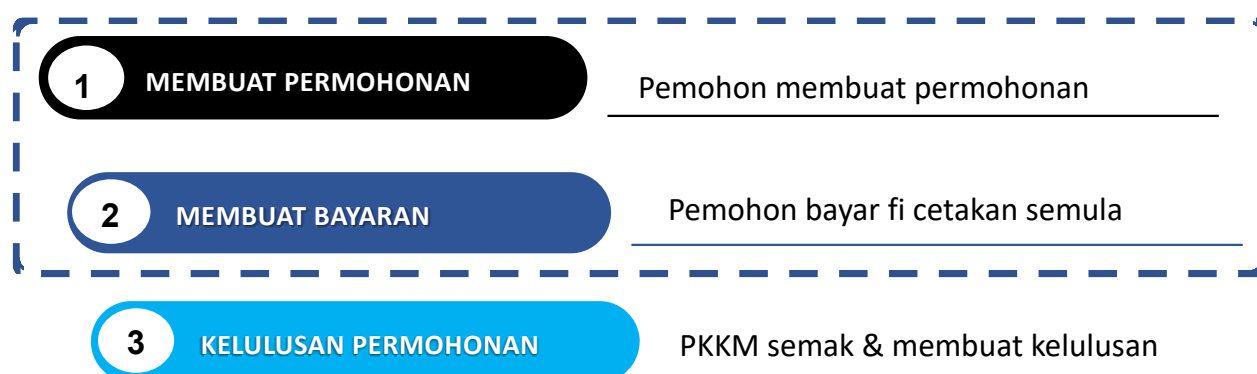 1 MEMBUAT PERMOHONAN Pemohon membuat permohonan
2 MEMBUAT BAYARAN Pemohon bayar fi cetakan semula
3 KELULUSAN PERMOHONAN PKKM semak & membuat kelulusan